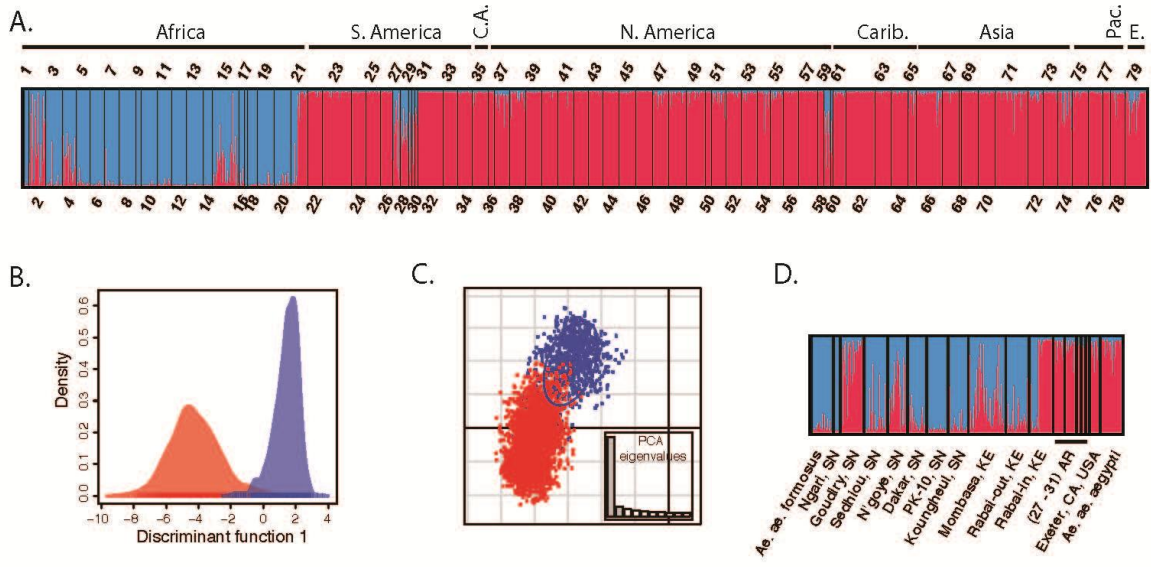 A.
Africa
S. America
C.A.
N. America
Carib.
Asia
Pac.
E.
1 3 5 7 9 11 13 15 17 19 21 23 25 27 29 31 33 35 37 39 41 43 45 47 49 51 53 55 57 59 61 63 65 67 69 71 73 75 77 79
2 4 6 8 10 12 14 16 18 20 22 24 26 28 30 32 34 36 38 40 42 44 46 48 50 52 54 56 58 60 62 64 66 68 70 72 74 76 78
B.
Density
0.0 0.1 0.2 0.3 0.4 0.5 0.6
−10 −8 −6 −4 −2 0 2 4
Discriminant function 1
C.
PCA
eigenvalues
D.
Ae. ae. formosus
Ngari, SN
Goudiry, SN
Sedhiou, SN
N'goye, SN
Dakar, SN
PK-10, SN
Koungheul, SN
Mombasa, KE
Rabai-out, KE
Rabai-in, KE
(27 - 31) AR
Exeter, CA, USA
Ae. ae. aegypti